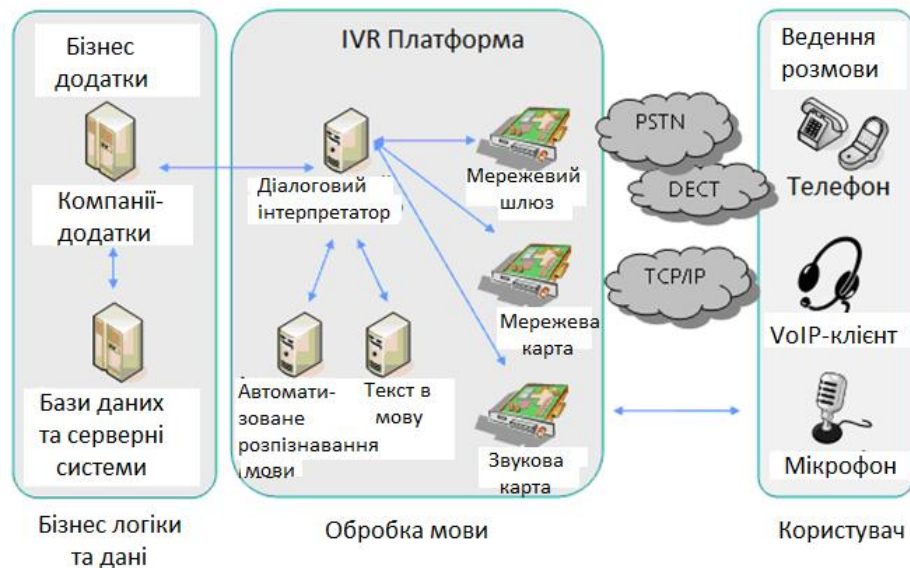 Бізнес
додатки
Компанії-
додатки
Бази даних
та серверні
системи
Бізнес логіки
та дані
IVR Платформа
Діалоговий
інтерпретатор
Автомати-
зоване
розпізнавання
мови
Текст в
мову
Мережевий
шлюз
Мережева
карта
Звукова
карта
Обробка мови
PSTN
DECT
TCP/IP
Ведення
розмови
Телефон
VoIP-клієнт
Мікрофон
Користувач